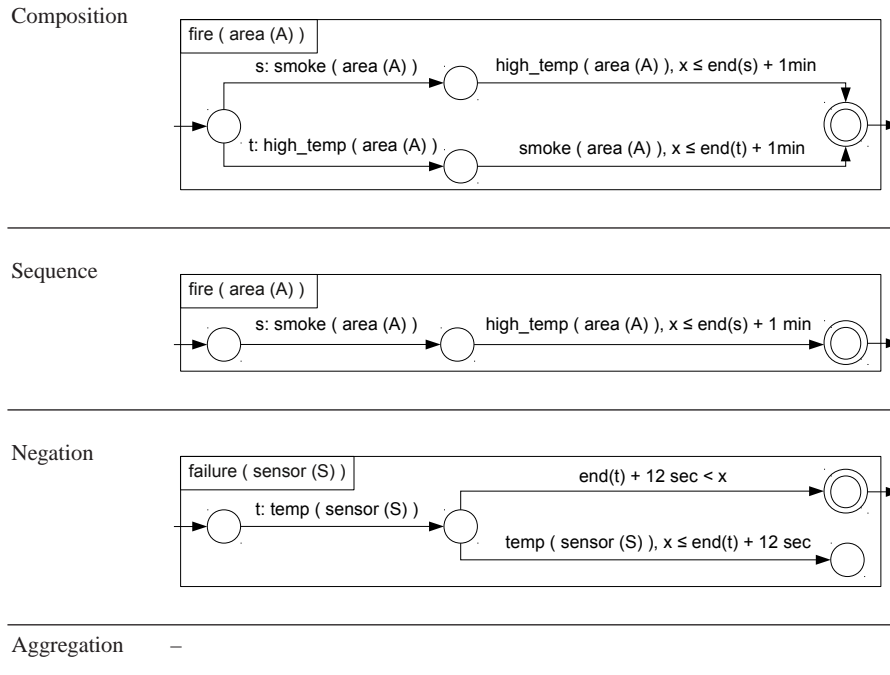 Composition
fire ( area (A) )
s: smoke ( area (A) )
high_temp ( area (A) ), x ≤ end(s) + 1min
t: high_temp ( area (A) )
smoke ( area (A) ), x ≤ end(t) + 1min
Sequence
fire ( area (A) )
s: smoke ( area (A) )
high_temp ( area (A) ), x ≤ end(s) + 1 min
Negation
failure ( sensor (S) )
end(t) + 12 sec < x
t: temp ( sensor (S) )
temp ( sensor (S) ), x ≤ end(t) + 12 sec
Aggregation –